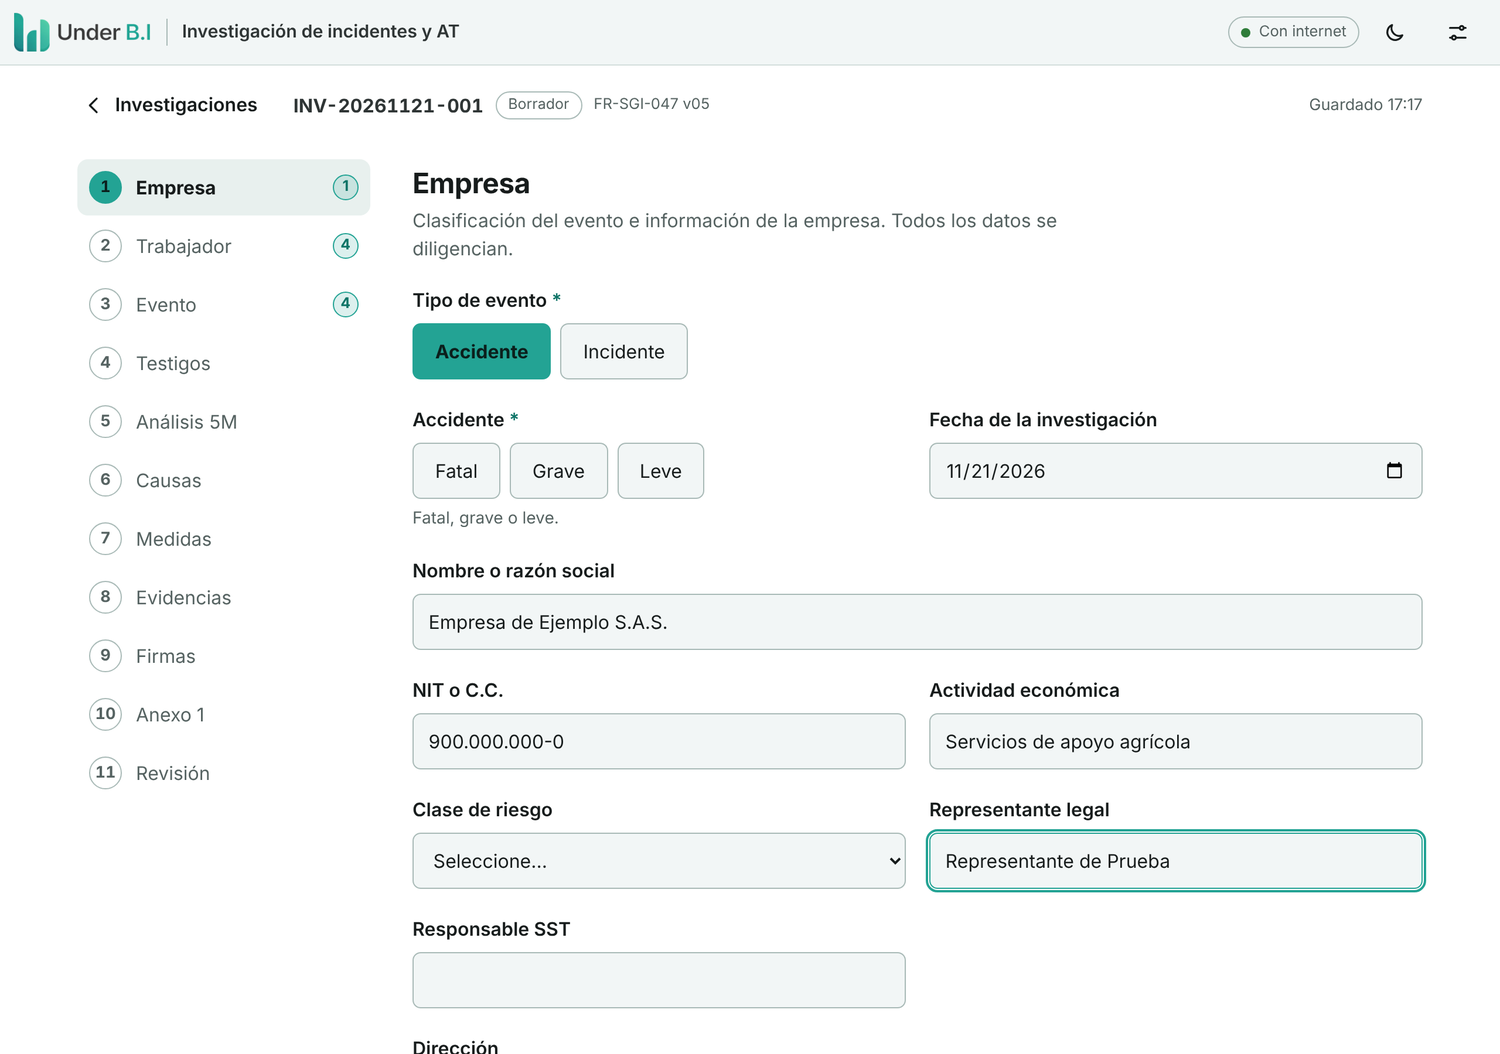 Under B.I
Investigación de incidentes y AT
Con internet
Investigaciones
INV-20261121-001
Borrador
FR-SGI-047 v05
Guardado 17:17
1 Empresa 1
2 Trabajador 4
3 Evento 4
4 Testigos
5 Análisis 5M
6 Causas
7 Medidas
8 Evidencias
9 Firmas
10 Anexo 1
11 Revisión
Empresa
Clasificación del evento e información de la empresa. Todos los datos se
diligencian.
Tipo de evento *
Accidente Incidente
Accidente *
Fatal Grave Leve
Fatal, grave o leve.
Fecha de la investigación
11/21/2026
Nombre o razón social
Empresa de Ejemplo S.A.S.
NIT o C.C.
900.000.000-0
Actividad económica
Servicios de apoyo agrícola
Clase de riesgo
Seleccione...
Representante legal
Representante de Prueba
Responsable SST
Dirección